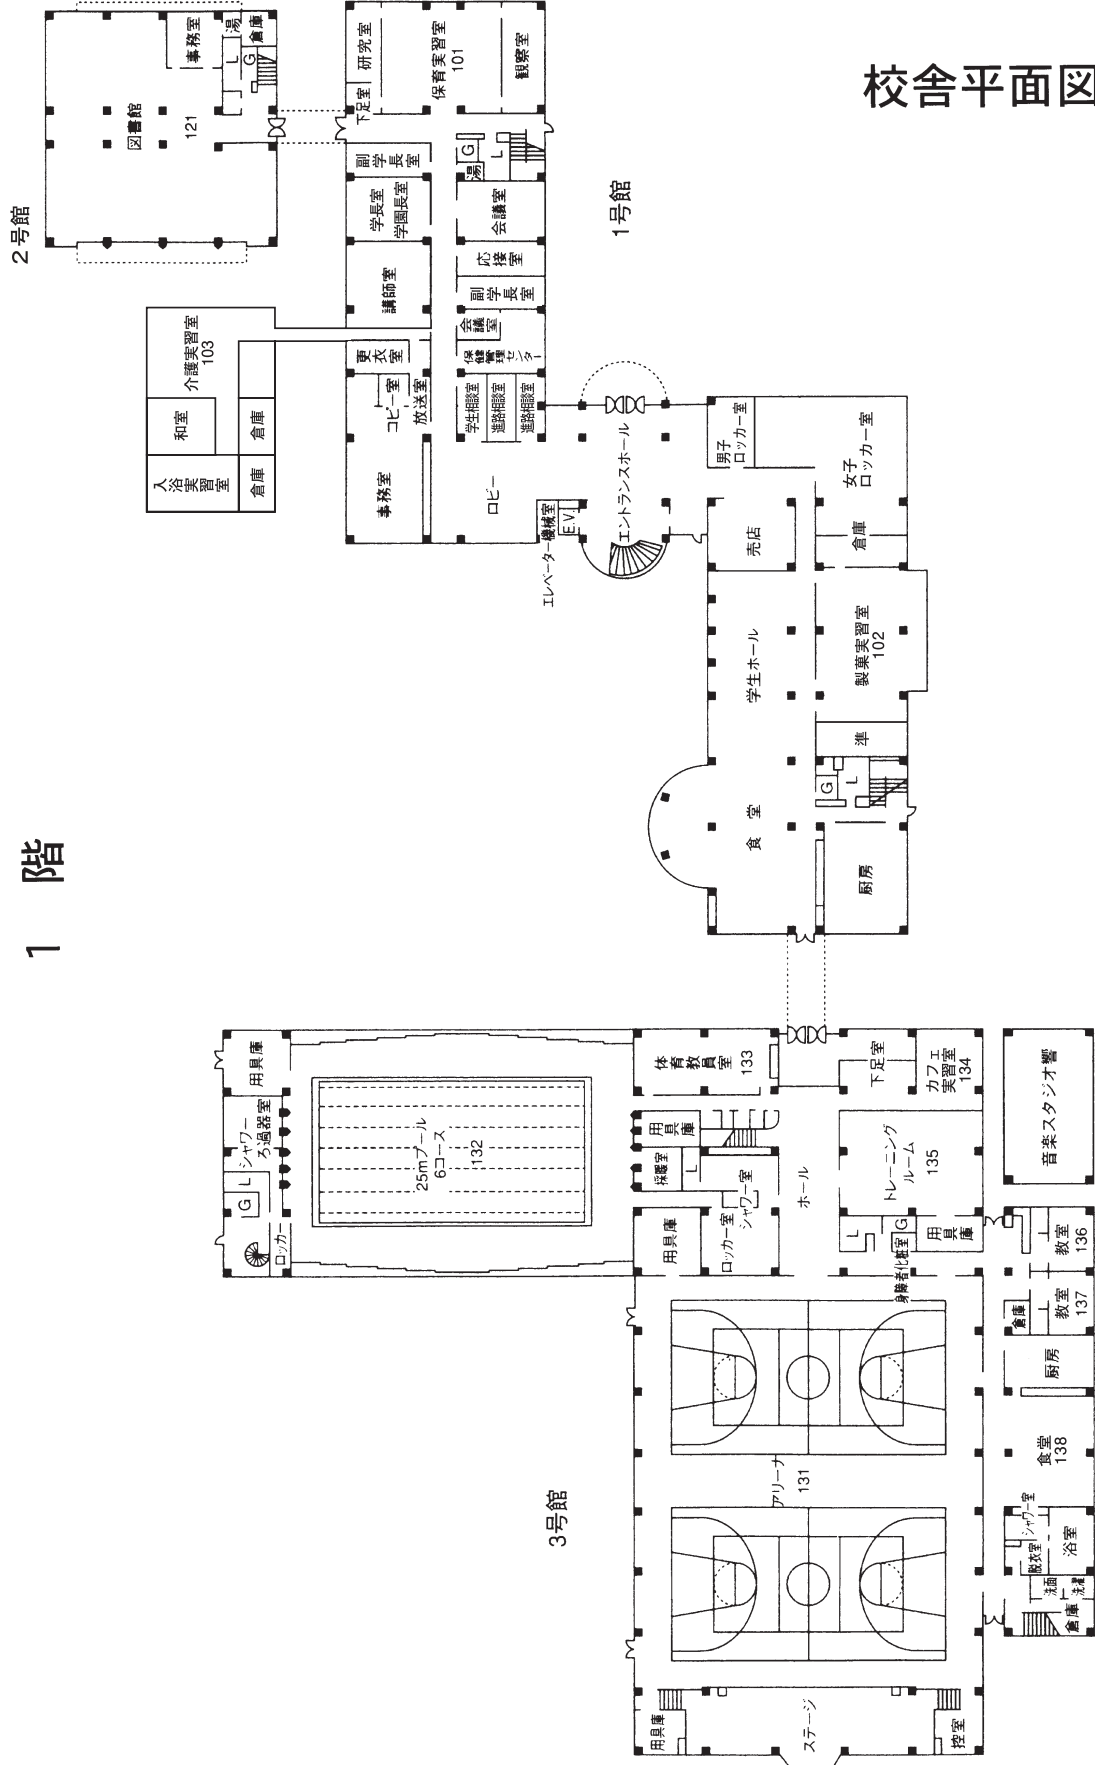 校舎平面図
1 階
2号館
図書館
121
事務室
湯
倉庫
L
G
1号館
研究室
下足室
保育実習室
101
観察室
副学長室
学長室
学園長室
講師室
更衣室
コピー室
放送室
事務室
G
湯
L
会議室
応接室
副学長室
会議室
保健管理センター
学生相談室
進路相談室
進路相談室
ロビー
エレベーター機械室
E.V.
エントランスホール
介護実習室
103
和室
入浴実習室
倉庫
倉庫
男子
ロッカー室
女子
ロッカー室
売店
倉庫
学生ホール
製菓実習室
102
準
G
L
食 堂
厨房
3号館
用具庫
シャワー
ろ過器室
L
G
ロッカー
25mプール
6コース
132
体育教員室
133
用具庫
採暖室
L
シャワー室
ロッカー室
用具庫
ホール
下足室
カフェ
実習室
134
トレーニング
ルーム
135
L
G
身障者化粧室
用具庫
音楽スタジオ響
教室
136
教室
137
倉庫
厨房
食堂
138
シャワー室
脱衣室
浴室
洗面
洗濯
倉庫
アリーナ
131
用具庫
ステージ
控室